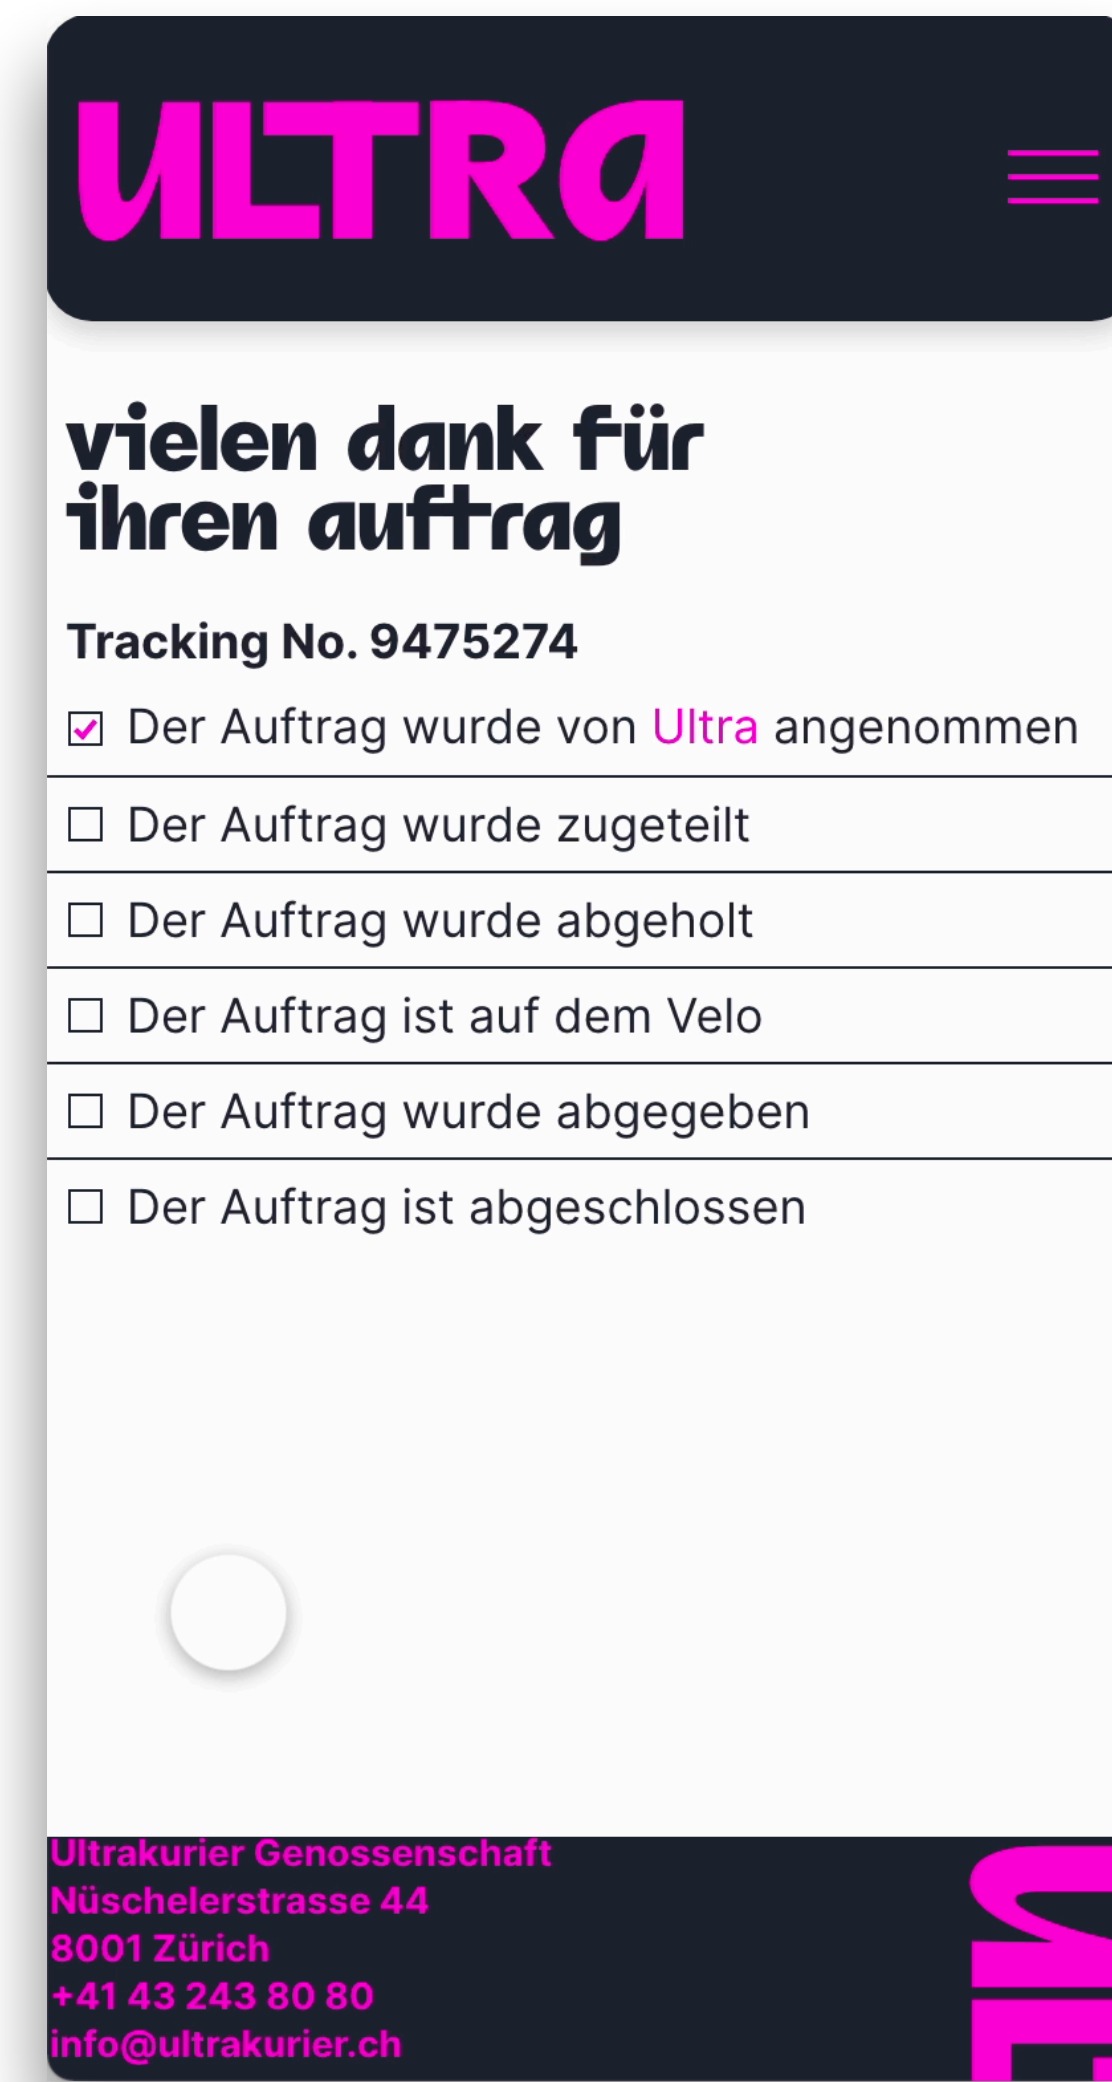 ULTRA
vielen dank für
ihren auftrag
Tracking No. 9475274
Der Auftrag wurde von Ultra angenommen
Der Auftrag wurde zugeteilt
Der Auftrag wurde abgeholt
Der Auftrag ist auf dem Velo
Der Auftrag wurde abgegeben
Der Auftrag ist abgeschlossen
Ultrakurier Genossenschaft
Nüschelerstrasse 44
8001 Zürich
+41 43 243 80 80
info@ultrakurier.ch